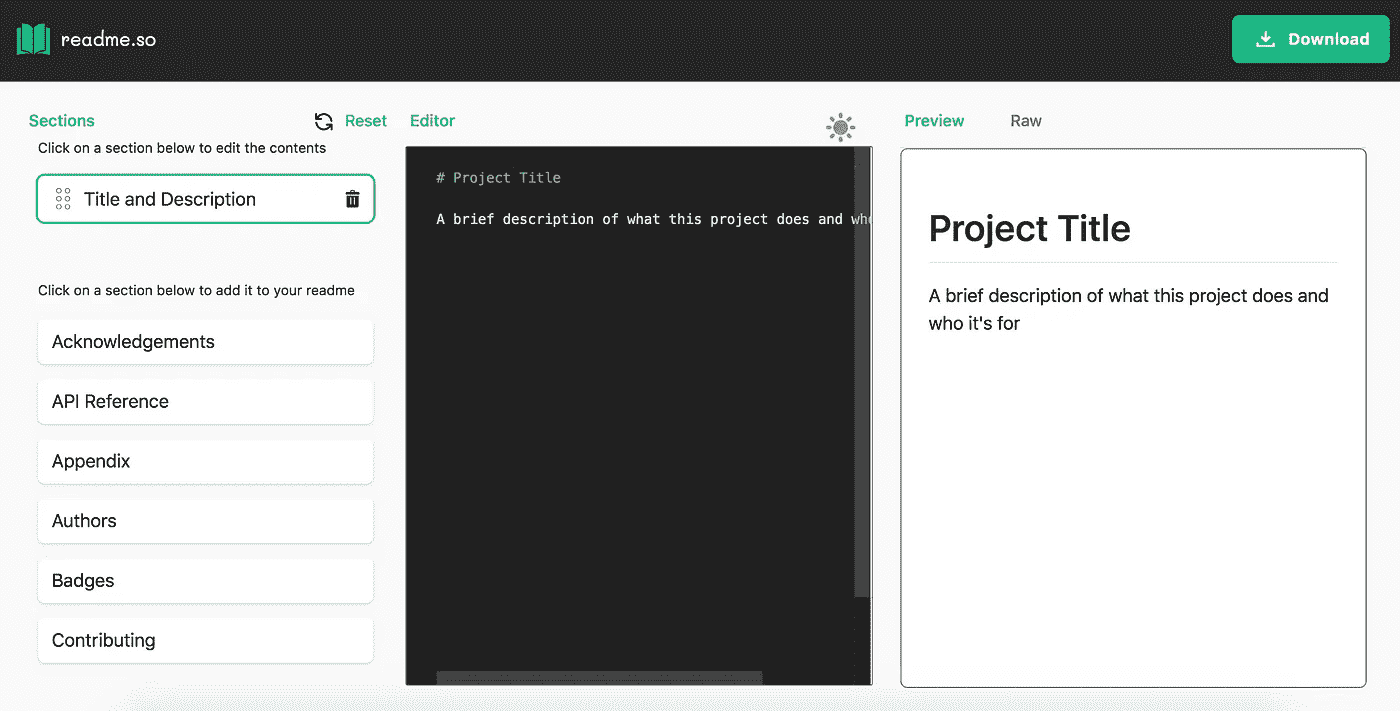 readme.so
Download
Sections
Reset
Editor
Preview
Raw
Click on a section below to edit the contents
Title and Description
# Project Title
A brief description of what this project does and who
Project Title
A brief description of what this project does and
who it's for
Click on a section below to add it to your readme
Acknowledgements
API Reference
Appendix
Authors
Badges
Contributing